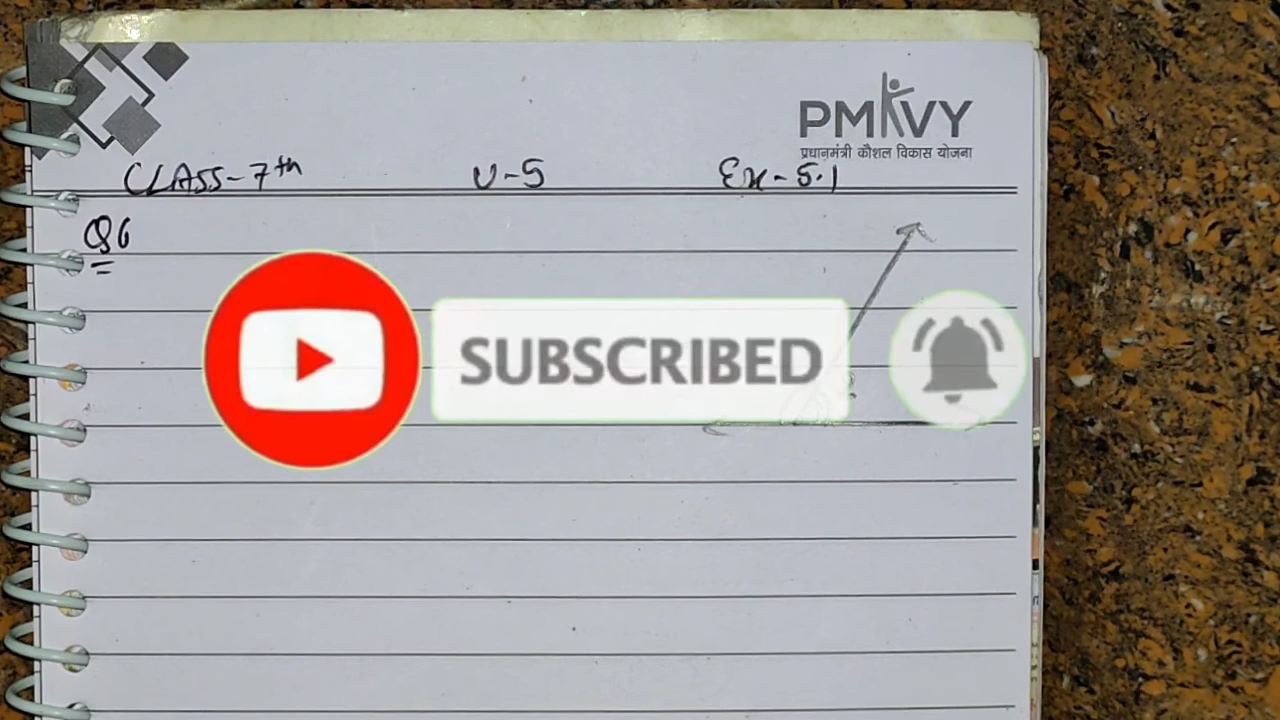 PMKVY
प्रधानमंत्री कौशल विकास योजना
CLASS-7th U-5 Ex-5.1
Q6
SUBSCRIBED